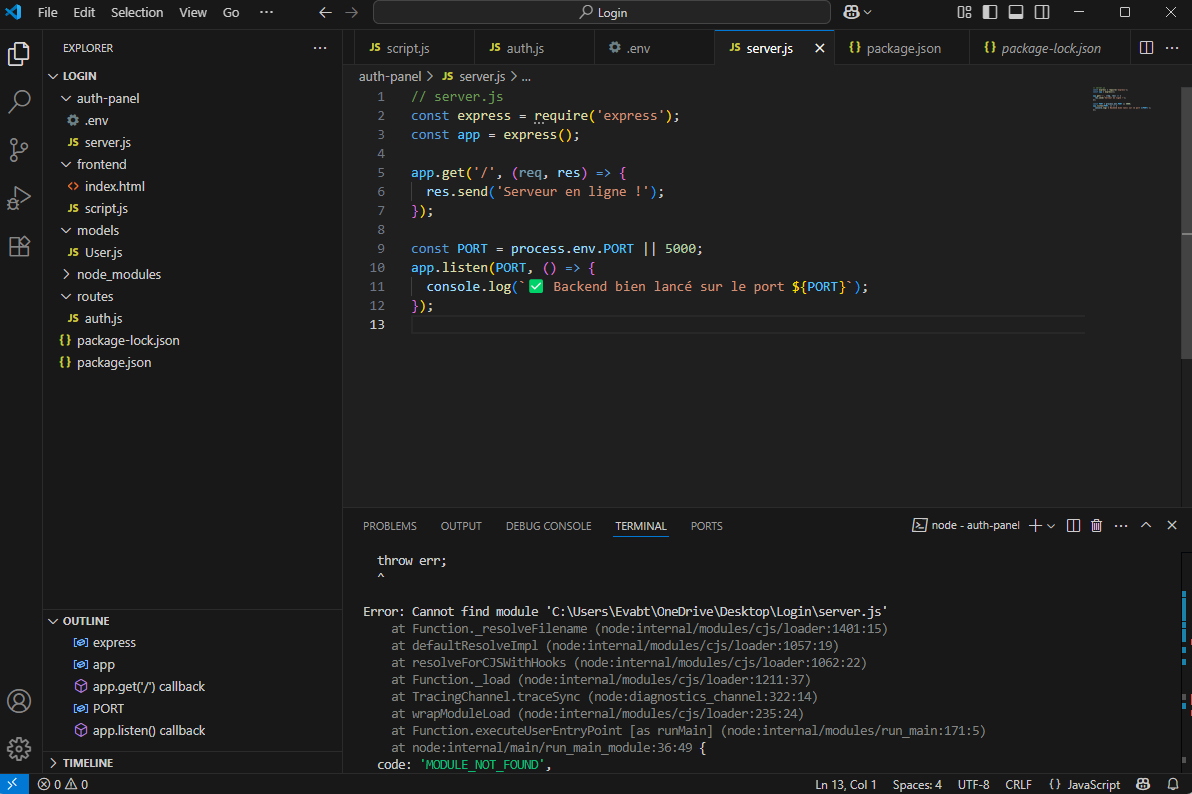 File Edit Selection View Go ··· ← → Login
EXPLORER ···
LOGIN
auth-panel
.env
JS server.js
frontend
<> index.html
JS script.js
models
JS User.js
node_modules
routes
JS auth.js
{} package-lock.json
{} package.json
OUTLINE
express
app
app.get('/') callback
PORT
app.listen() callback
TIMELINE
JS script.js JS auth.js .env JS server.js × {} package.json {} package-lock.json ···
auth-panel > JS server.js > ...
1 // server.js
2 const express = require('express');
3 const app = express();
4
5 app.get('/', (req, res) => {
6 res.send('Serveur en ligne !');
7 });
8
9 const PORT = process.env.PORT || 5000;
10 app.listen(PORT, () => {
11 console.log(`✅ Backend bien lancé sur le port ${PORT}`);
12 });
13
PROBLEMS OUTPUT DEBUG CONSOLE TERMINAL PORTS node - auth-panel ···
throw err;
^
Error: Cannot find module 'C:\Users\Evabt\OneDrive\Desktop\Login\server.js'
at Function._resolveFilename (node:internal/modules/cjs/loader:1401:15)
at defaultResolveImpl (node:internal/modules/cjs/loader:1057:19)
at resolveForCJSWithHooks (node:internal/modules/cjs/loader:1062:22)
at Function._load (node:internal/modules/cjs/loader:1211:37)
at TracingChannel.traceSync (node:diagnostics_channel:322:14)
at wrapModuleLoad (node:internal/modules/cjs/loader:235:24)
at Function.executeUserEntryPoint [as runMain] (node:internal/modules/run_main:171:5)
at node:internal/main/run_main_module:36:49 {
code: 'MODULE_NOT_FOUND',
0 0 Ln 13, Col 1 Spaces: 4 UTF-8 CRLF {} JavaScript